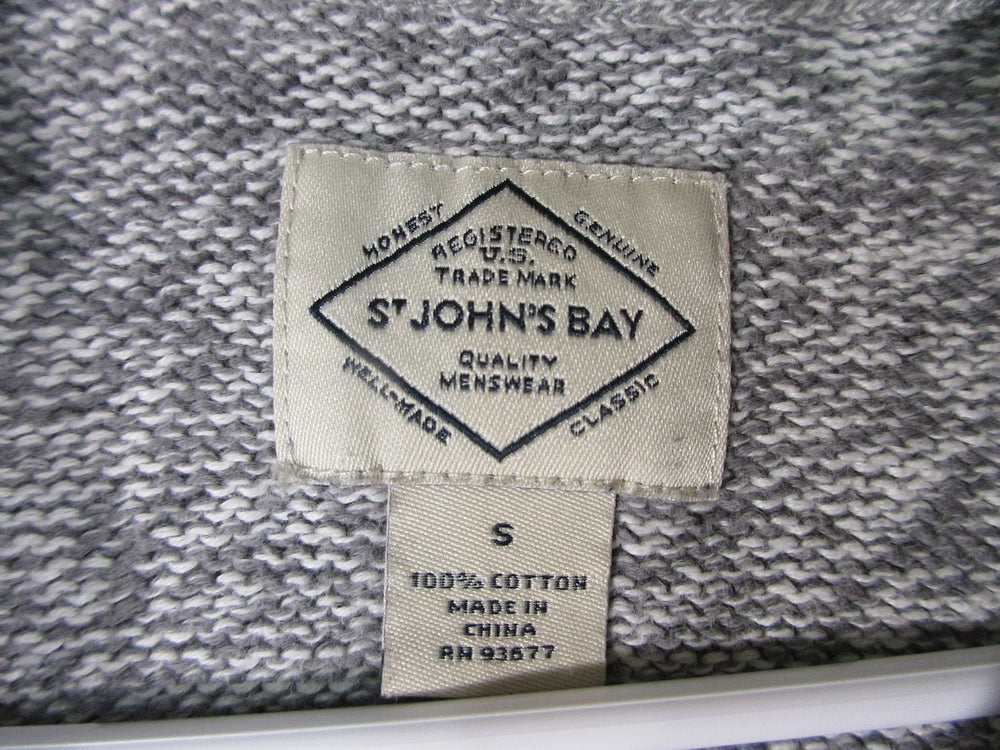 HONEST
GENUINE
REGISTERED
U.S.
TRADE MARK
ST JOHN'S BAY
QUALITY
MENSWEAR
WELL-MADE
CLASSIC
S
100% COTTON
MADE IN
CHINA
RN 93677